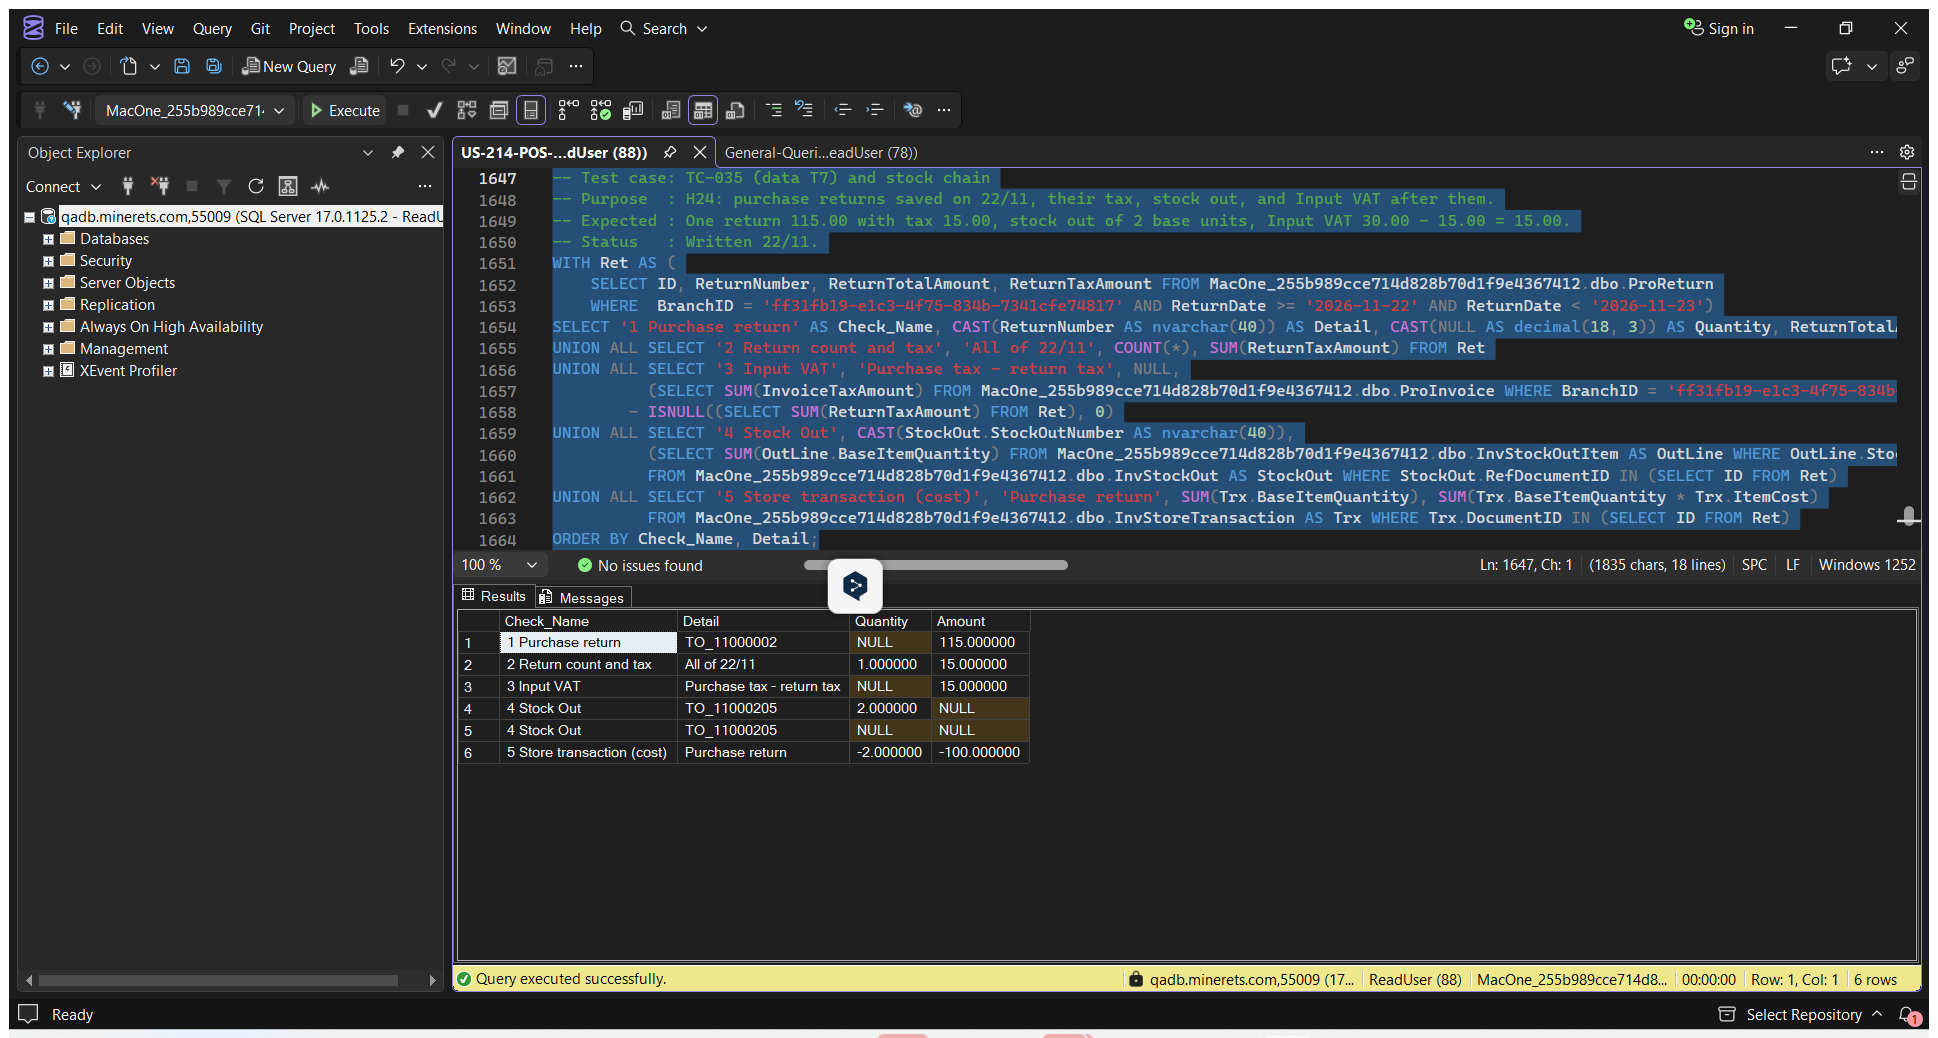 File Edit View Query Git Project Tools Extensions Window Help Search Sign in
New Query
MacOne_255b989cce71 Execute
Object Explorer
Connect
qadb.minerets.com,55009 (SQL Server 17.0.1125.2 - ReadU
Databases
Security
Server Objects
Replication
Always On High Availability
Management
XEvent Profiler
US-214-POS-...dUser (88)) General-Queri...eadUser (78))
1647 -- Test case: TC-035 (data T7) and stock chain
1648 -- Purpose : H24: purchase returns saved on 22/11, their tax, stock out, and Input VAT after them.
1649 -- Expected : One return 115.00 with tax 15.00, stock out of 2 base units, Input VAT 30.00 - 15.00 = 15.00.
1650 -- Status : Written 22/11.
1651 WITH Ret AS (
1652 SELECT ID, ReturnNumber, ReturnTotalAmount, ReturnTaxAmount FROM MacOne_255b989cce714d828b70d1f9e4367412.dbo.ProReturn
1653 WHERE BranchID = 'ff31fb19-e1c3-4f75-834b-7341cfe74817' AND ReturnDate >= '2026-11-22' AND ReturnDate < '2026-11-23')
1654 SELECT '1 Purchase return' AS Check_Name, CAST(ReturnNumber AS nvarchar(40)) AS Detail, CAST(NULL AS decimal(18, 3)) AS Quantity, ReturnTotal
1655 UNION ALL SELECT '2 Return count and tax', 'All of 22/11', COUNT(*), SUM(ReturnTaxAmount) FROM Ret
1656 UNION ALL SELECT '3 Input VAT', 'Purchase tax - return tax', NULL,
1657 (SELECT SUM(InvoiceTaxAmount) FROM MacOne_255b989cce714d828b70d1f9e4367412.dbo.ProInvoice WHERE BranchID = 'ff31fb19-e1c3-4f75-834b
1658 - ISNULL((SELECT SUM(ReturnTaxAmount) FROM Ret), 0)
1659 UNION ALL SELECT '4 Stock Out', CAST(StockOut.StockOutNumber AS nvarchar(40)),
1660 (SELECT SUM(OutLine.BaseItemQuantity) FROM MacOne_255b989cce714d828b70d1f9e4367412.dbo.InvStockOutItem AS OutLine WHERE OutLine.Sto
1661 FROM MacOne_255b989cce714d828b70d1f9e4367412.dbo.InvStockOut AS StockOut WHERE StockOut.RefDocumentID IN (SELECT ID FROM Ret)
1662 UNION ALL SELECT '5 Store transaction (cost)', 'Purchase return', SUM(Trx.BaseItemQuantity), SUM(Trx.BaseItemQuantity * Trx.ItemCost)
1663 FROM MacOne_255b989cce714d828b70d1f9e4367412.dbo.InvStoreTransaction AS Trx WHERE Trx.DocumentID IN (SELECT ID FROM Ret)
1664 ORDER BY Check_Name, Detail;
100 % No issues found Ln: 1647, Ch: 1 (1835 chars, 18 lines) SPC LF Windows 1252
Results Messages
Check_Name Detail Quantity Amount
1 1 Purchase return TO_11000002 NULL 115.000000
2 2 Return count and tax All of 22/11 1.000000 15.000000
3 3 Input VAT Purchase tax - return tax NULL 15.000000
4 4 Stock Out TO_11000205 2.000000 NULL
5 4 Stock Out TO_11000205 NULL NULL
6 5 Store transaction (cost) Purchase return -2.000000 -100.000000
Query executed successfully. qadb.minerets.com,55009 (17... ReadUser (88) MacOne_255b989cce714d8... 00:00:00 Row: 1, Col: 1 6 rows
Ready Select Repository 1